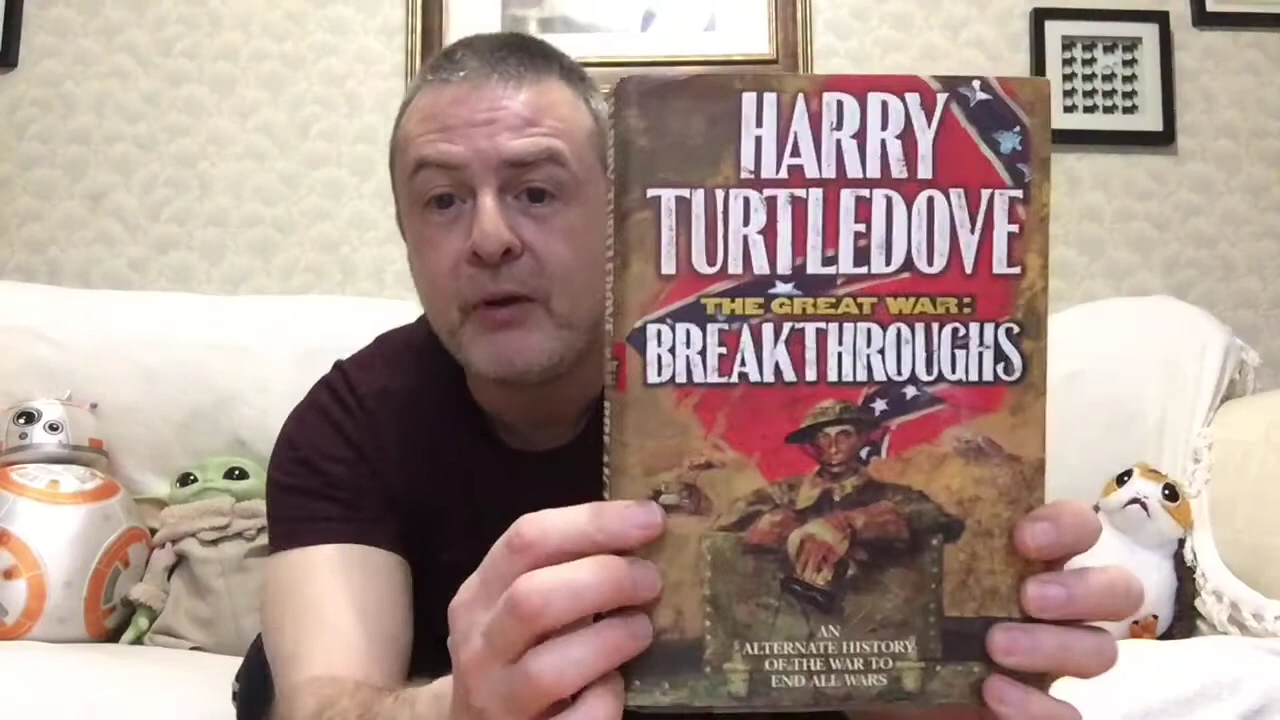 HARRY
TURTLEDOVE
THE GREAT WAR:
BREAKTHROUGHS
AN
ALTERNATE HISTORY
OF THE WAR TO
END ALL WARS